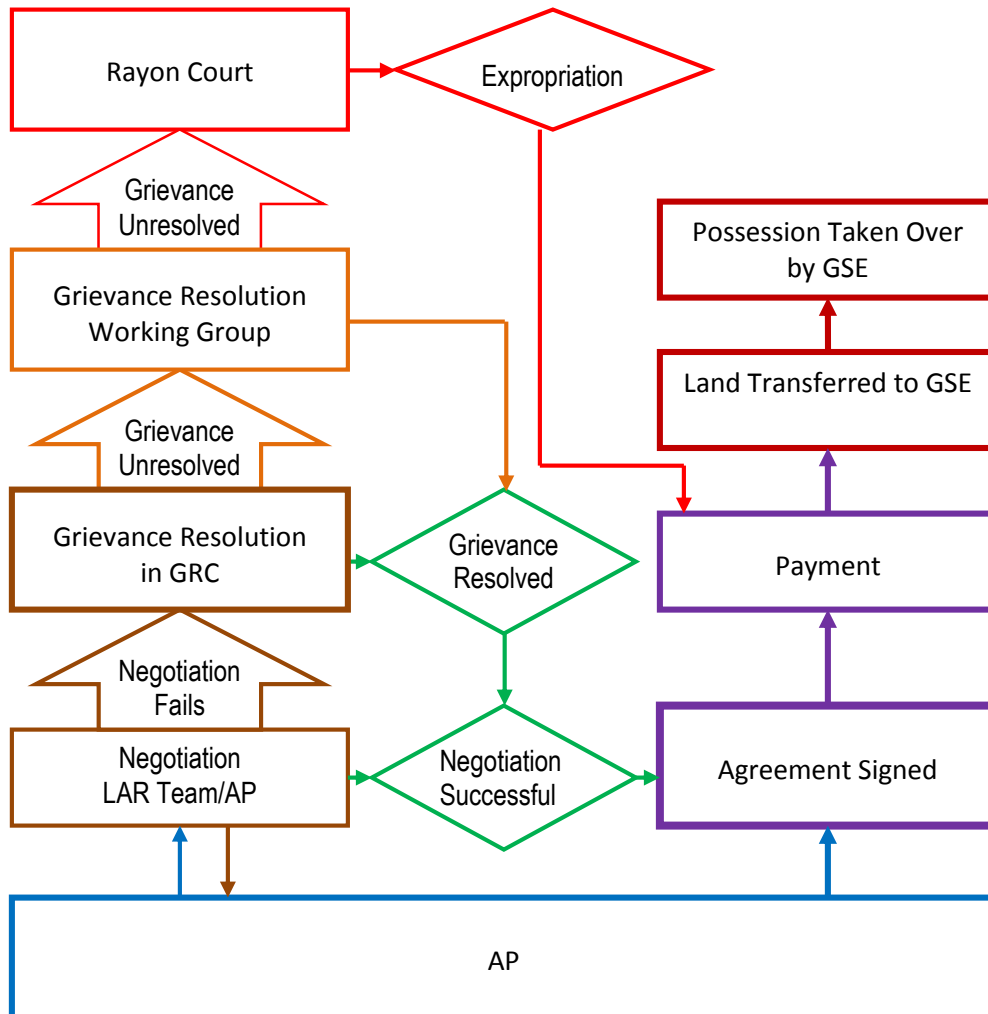 Rayon Court
Expropriation
Grievance
Unresolved
Possession Taken Over
by GSE
Grievance Resolution
Working Group
Land Transferred to GSE
Grievance
Unresolved
Grievance Resolution
in GRC
Grievance
Resolved
Payment
Negotiation
Fails
Negotiation
LAR Team/AP
Negotiation
Successful
Agreement Signed
AP